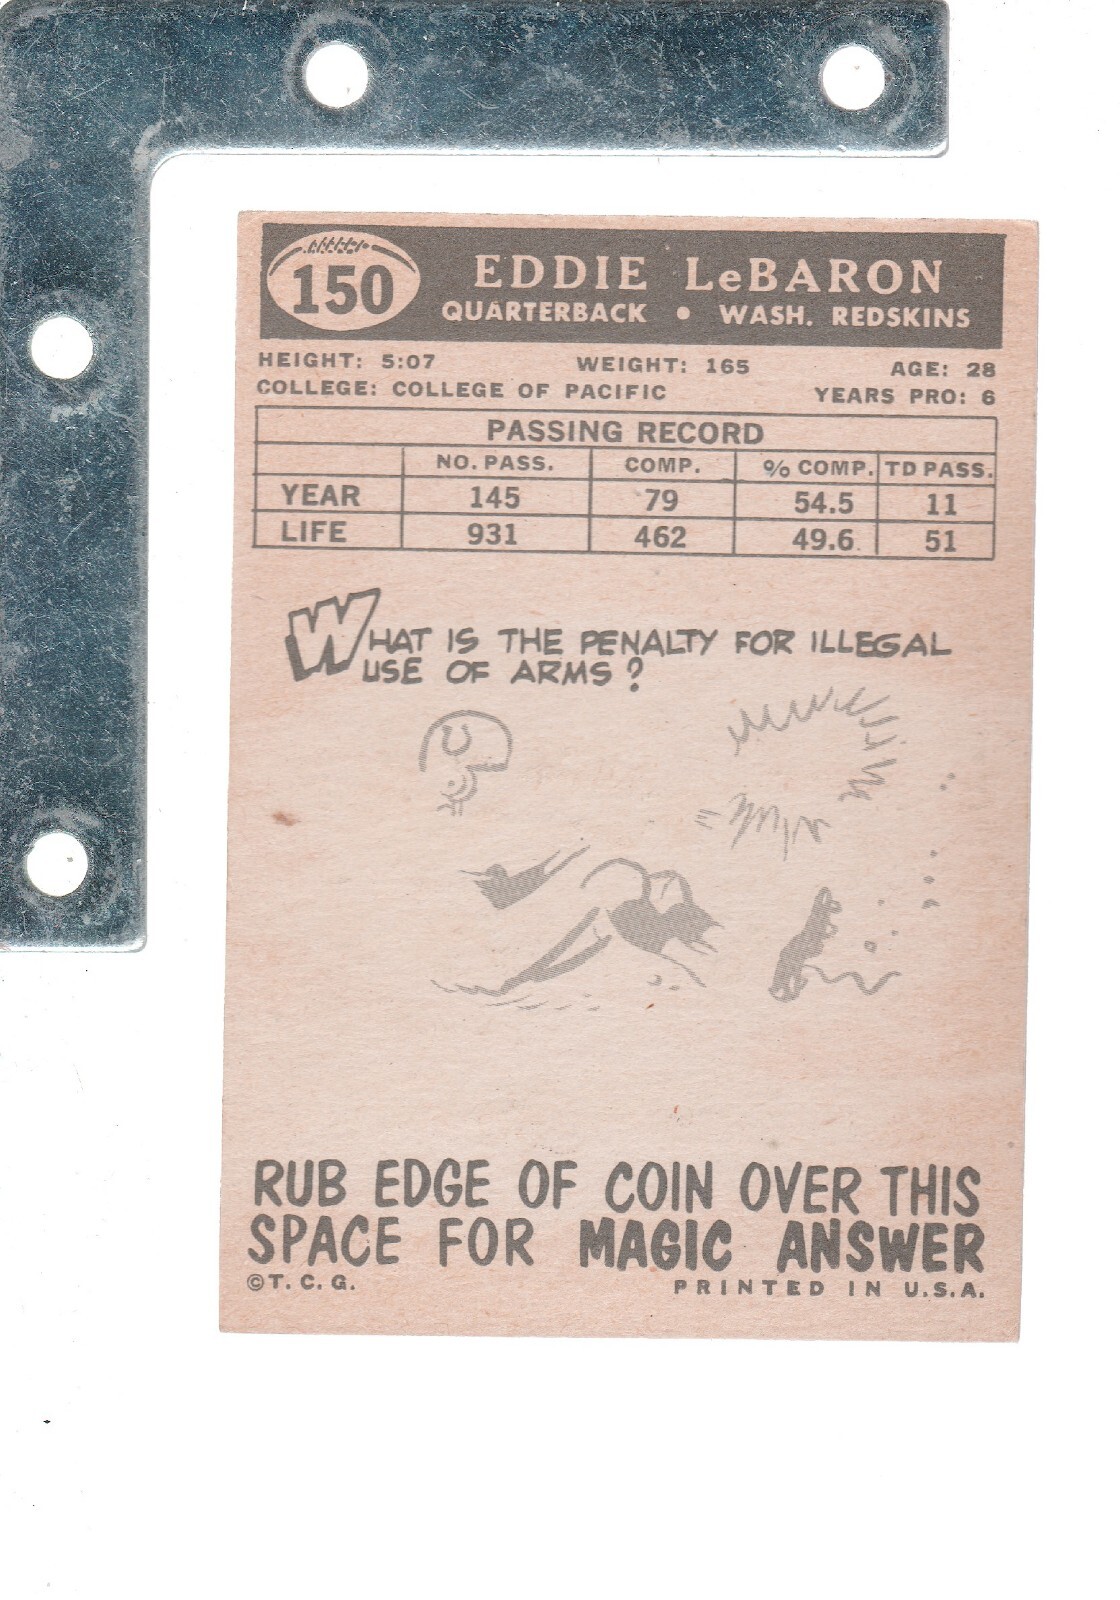 150
EDDIE LeBARON
QUARTERBACK • WASH. REDSKINS
HEIGHT: 5:07 WEIGHT: 165 AGE: 28
COLLEGE: COLLEGE OF PACIFIC YEARS PRO: 6
PASSING RECORD
NO. PASS. COMP. % COMP. TD PASS.
YEAR 145 79 54.5 11
LIFE 931 462 49.6 51
WHAT IS THE PENALTY FOR ILLEGAL
USE OF ARMS?
RUB EDGE OF COIN OVER THIS
SPACE FOR MAGIC ANSWER
©T. C. G. PRINTED IN U.S.A.